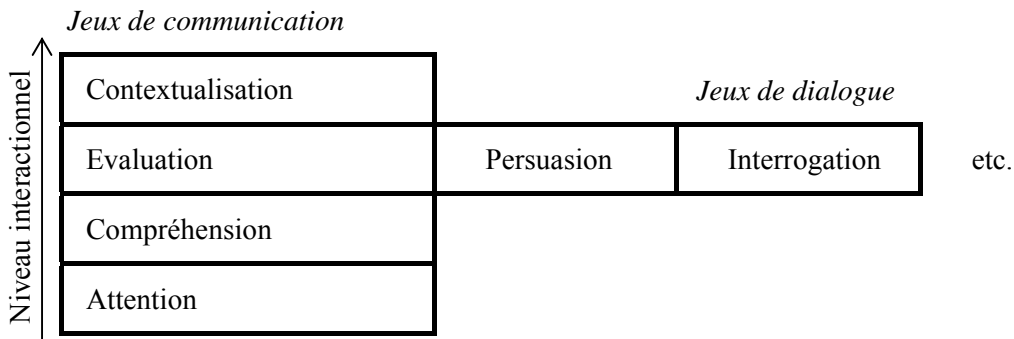 Jeux de communication
Niveau interactionnel
Contextualisation
Jeux de dialogue
Evaluation Persuasion Interrogation etc.
Compréhension
Attention